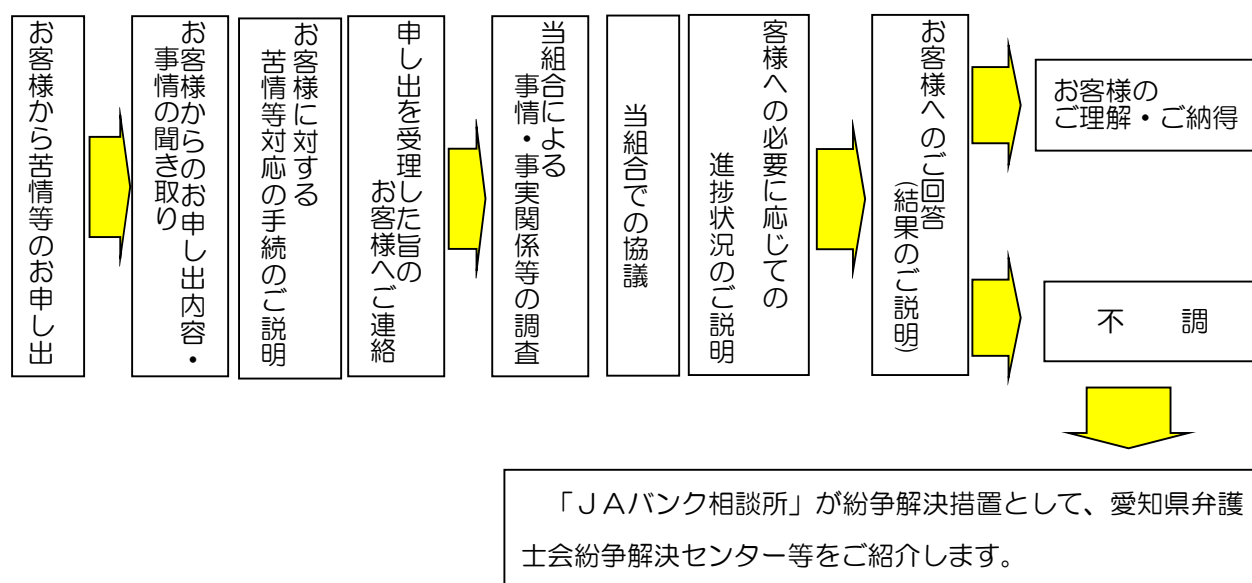 お客様から苦情等のお申し出
お客様からのお申し出内容・
事情の聞き取り
お客様に対する
苦情等対応の手続のご説明
申し出を受理した旨の
お客様へご連絡
当組合による
事情・事実関係等の調査
当組合での協議
客様への必要に応じての
進捗状況のご説明
お客様へのご回答
(結果のご説明)
お客様の
ご理解・ご納得
不　調
「ＪＡバンク相談所」が紛争解決措置として、愛知県弁護
士会紛争解決センター等をご紹介します。